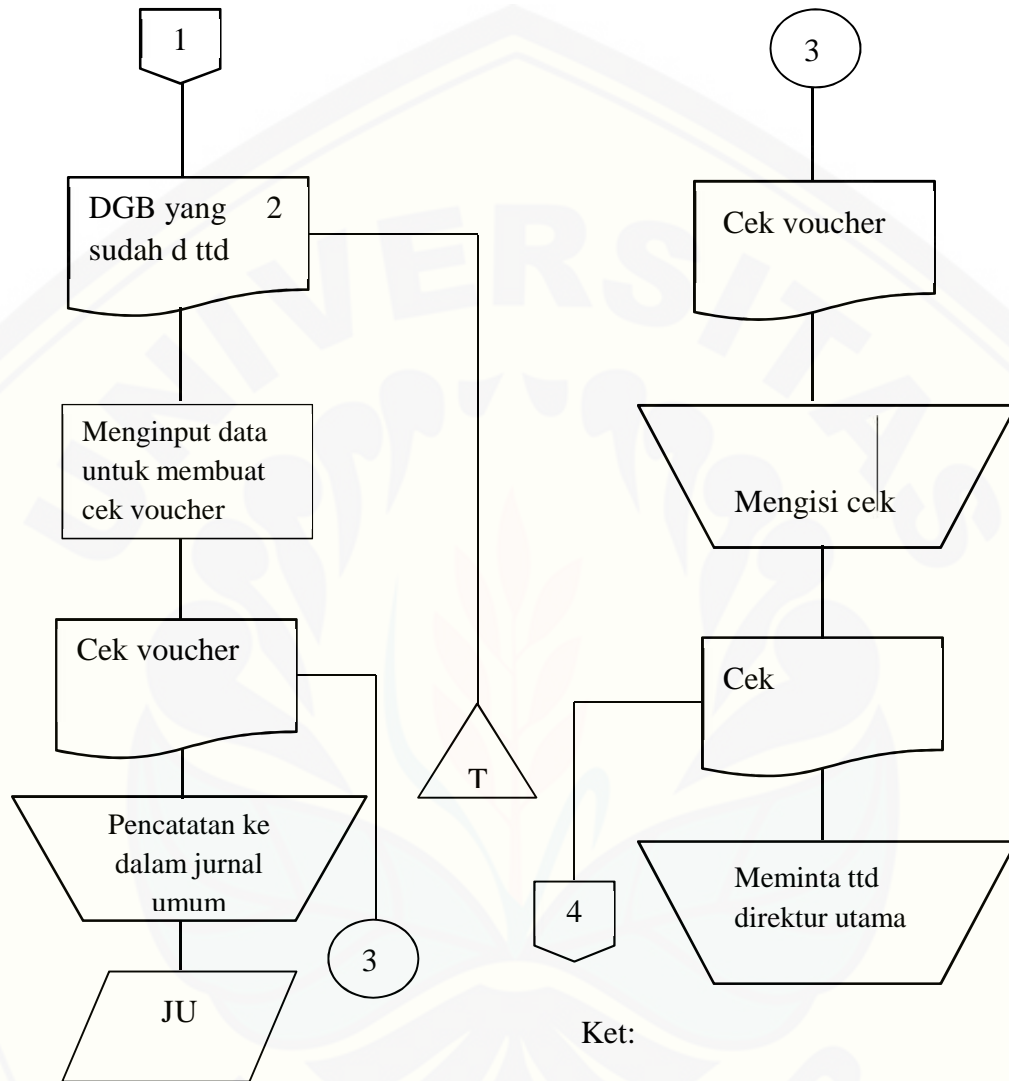 1
DGB yang 2
sudah d ttd
Menginput data
untuk membuat
cek voucher
Cek voucher
T
Pencatatan ke
dalam jurnal
umum
3
JU
3
Cek voucher
Mengisi cek
Cek
4
Meminta ttd
direktur utama
Ket:
UNIVERSITAS